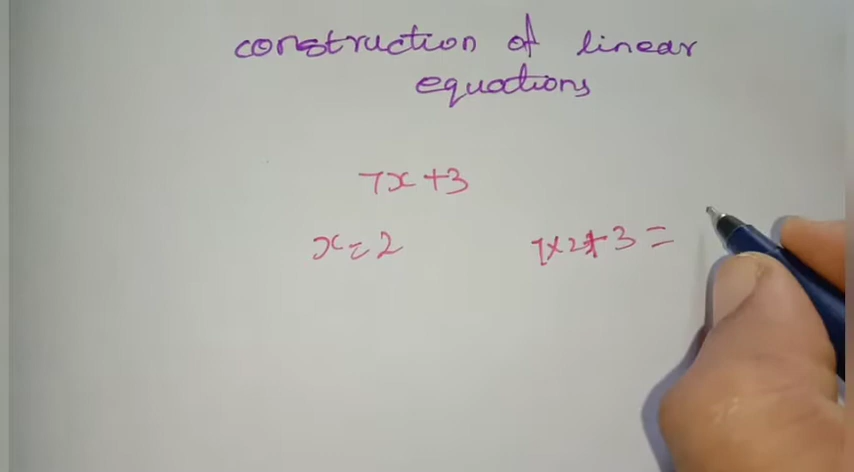 construction of linear
equations
7x + 3
x = 2 7 x 2 + 3 =